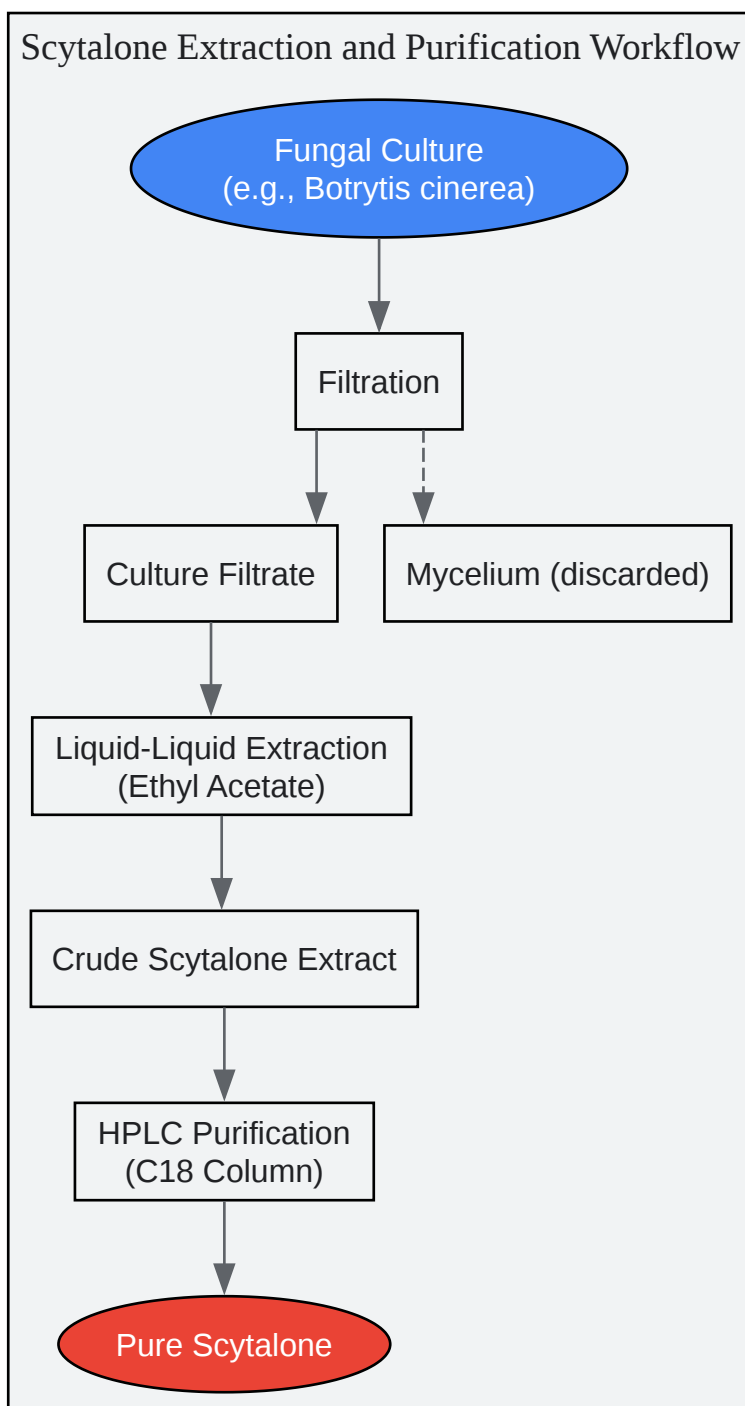 Scytalone Extraction and Purification Workflow
Fungal Culture
(e.g., Botrytis cinerea)
Filtration
Culture Filtrate
Mycelium (discarded)
Liquid-Liquid Extraction
(Ethyl Acetate)
Crude Scytalone Extract
HPLC Purification
(C18 Column)
Pure Scytalone